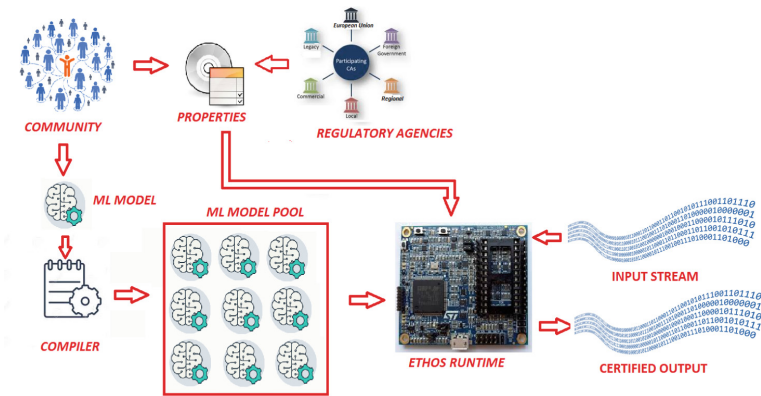 European Union
Legacy
Foreign
Government
Participating
CAs
Commercial
Regional
Local
COMMUNITY
PROPERTIES
REGULATORY AGENCIES
ML MODEL
ML MODEL POOL
INPUT STREAM
COMPILER
ETHOS RUNTIME
CERTIFIED OUTPUT